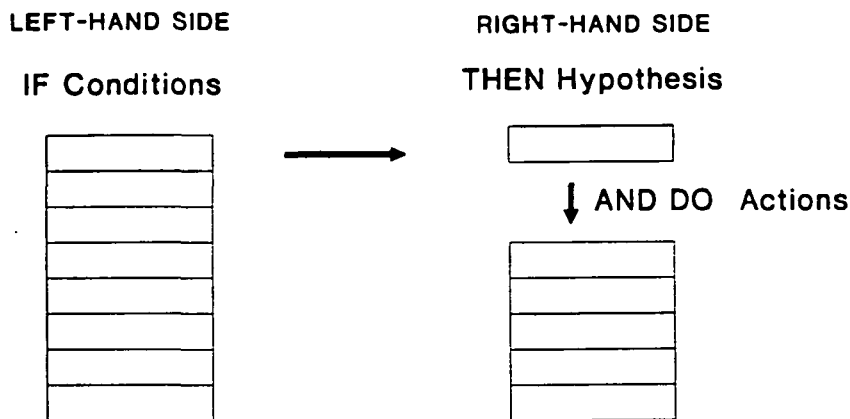 LEFT-HAND SIDE
IF Conditions
RIGHT-HAND SIDE
THEN Hypothesis
AND DO Actions